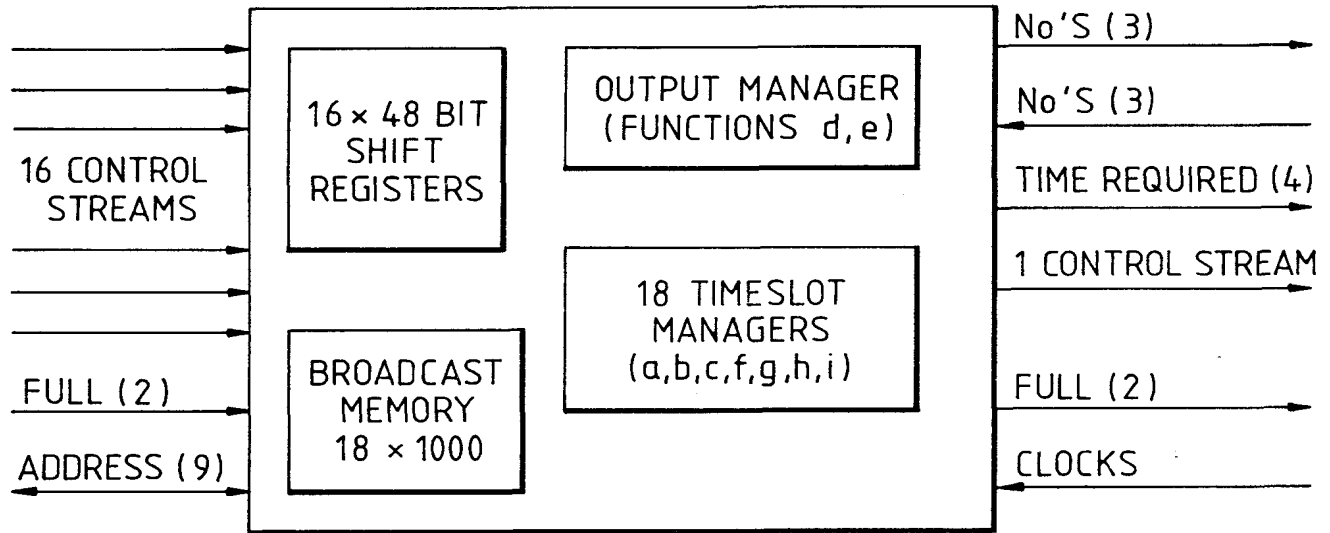 16 CONTROL
STREAMS
FULL (2)
ADDRESS (9)
16 × 48 BIT
SHIFT
REGISTERS
BROADCAST
MEMORY
18 × 1000
OUTPUT MANAGER
(FUNCTIONS d,e)
18 TIMESLOT
MANAGERS
(a,b,c,f,g,h,i)
No'S (3)
No'S (3)
TIME REQUIRED (4)
1 CONTROL STREAM
FULL (2)
CLOCKS